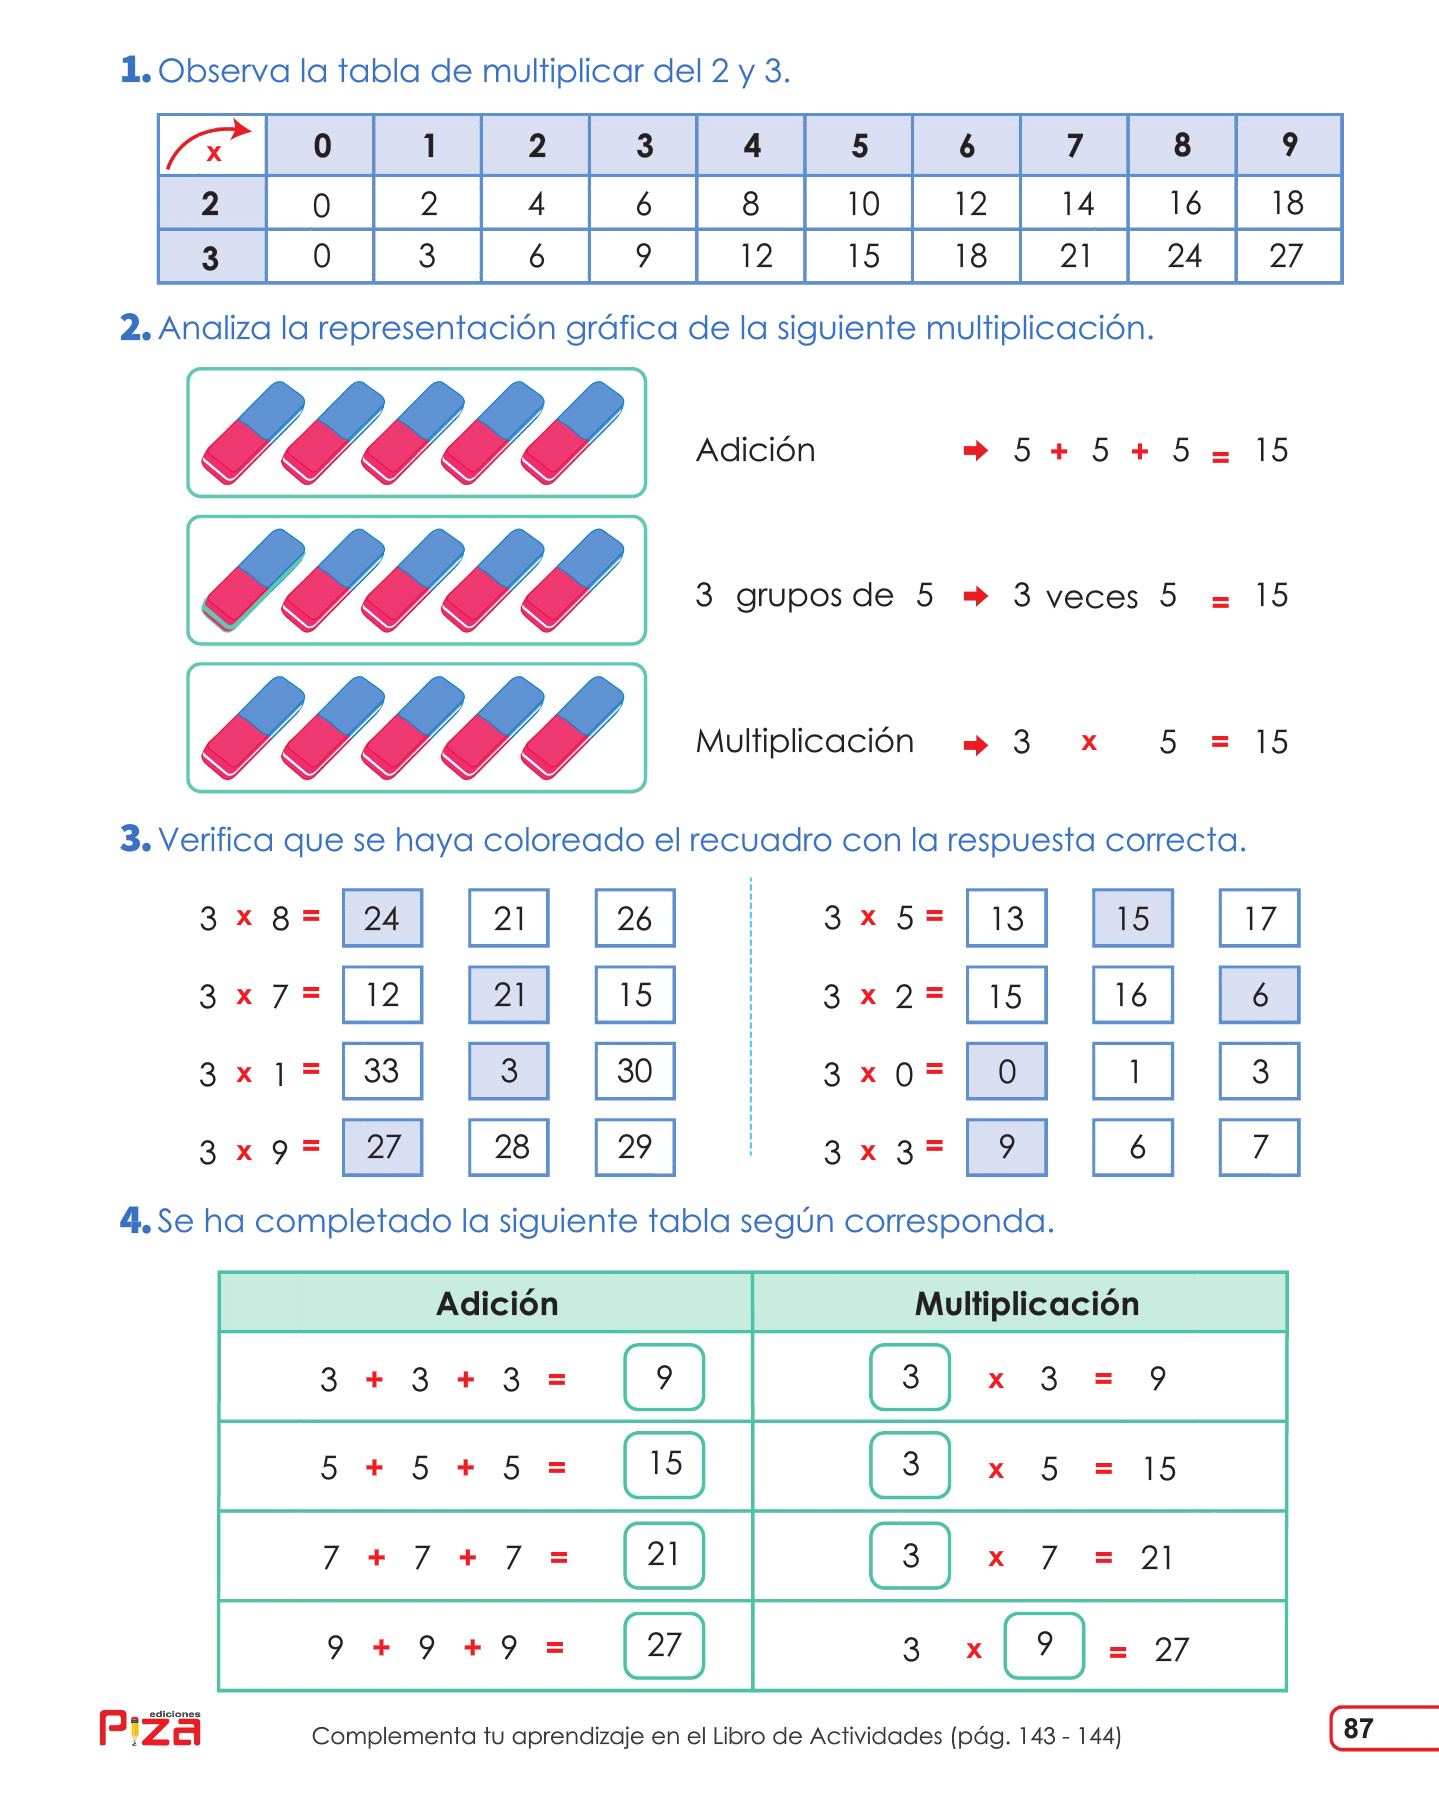 1. Observa la tabla de multiplicar del 2 y 3.
x 0 1 2 3 4 5 6 7 8 9
2 0 2 4 6 8 10 12 14 16 18
3 0 3 6 9 12 15 18 21 24 27
2. Analiza la representación gráfica de la siguiente multiplicación.
Adición 5 + 5 + 5 = 15
3 grupos de 5 3 veces 5 = 15
Multiplicación 3 x 5 = 15
3. Verifica que se haya coloreado el recuadro con la respuesta correcta.
3 x 8 = 24 21 26
3 x 7 = 12 21 15
3 x 1 = 33 3 30
3 x 9 = 27 28 29
3 x 5 = 13 15 17
3 x 2 = 15 16 6
3 x 0 = 0 1 3
3 x 3 = 9 6 7
4. Se ha completado la siguiente tabla según corresponda.
Adición Multiplicación
3 + 3 + 3 = 9 3 x 3 = 9
5 + 5 + 5 = 15 3 x 5 = 15
7 + 7 + 7 = 21 3 x 7 = 21
9 + 9 + 9 = 27 3 x 9 = 27
ediciones
Piza
Complementa tu aprendizaje en el Libro de Actividades (pág. 143 - 144)
87